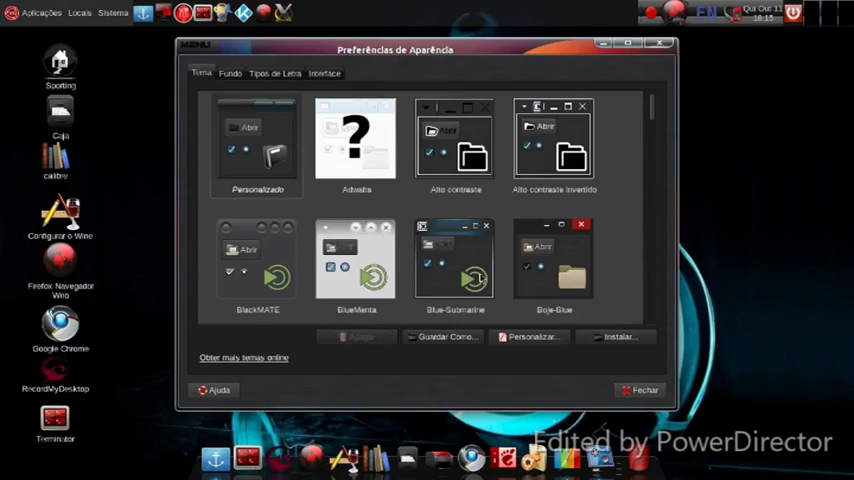 Aplicações Locais Sistema
EN
Qui Out 11
18:15
MENU
Preferências de Aparência
Tema Fundo Tipos de Letra Interface
Abrir
Abrir
Abrir
Personalizado
Adwaita
Alto contraste
Alto contraste invertido
Abrir
Abrir
BlackMATE
BlueMenta
Blue-Submarine
Boje-Blue
Apagar
Guardar Como...
Personalizar...
Instalar...
Obter mais temas online
Ajuda
Fechar
Sporting
Caja
calibre
Configurar o Wine
Firefox Navegador
Web
Google Chrome
RecordMyDesktop
Terminator
Edited by PowerDirector